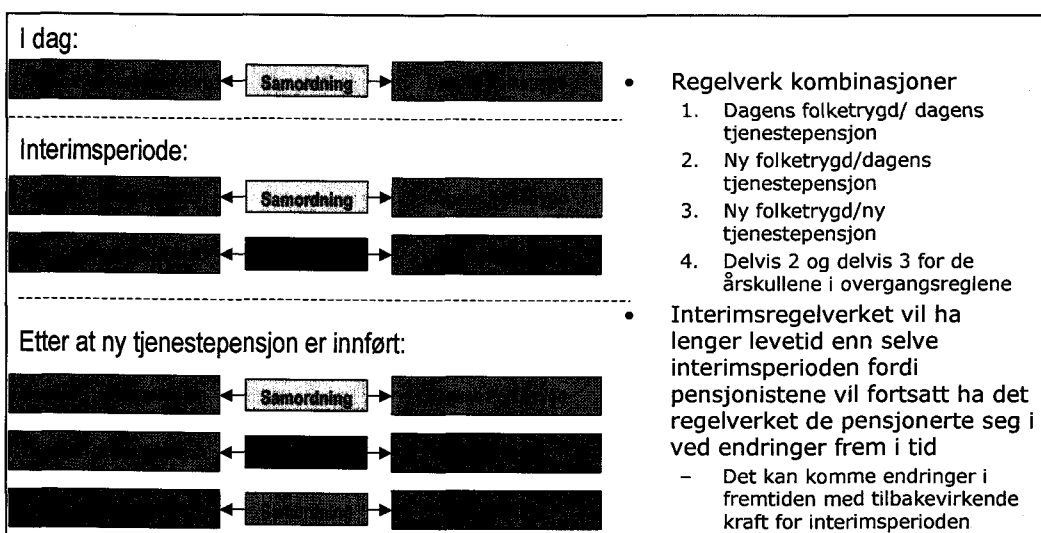 I dag:
Samordning
Interimsperiode:
Samordning
Etter at ny tjenestepensjon er innført:
Samordning
• Regelverk kombinasjoner
1. Dagens folketrygd/ dagens
tjenestepensjon
2. Ny folketrygd/dagens
tjenestepensjon
3. Ny folketrygd/ny
tjenestepensjon
4. Delvis 2 og delvis 3 for de
årskullene i overgangsreglene
• Interimsregelverket vil ha
lenger levetid enn selve
interimsperioden fordi
pensjonistene vil fortsatt ha det
regelverket de pensjonerte seg i
ved endringer frem i tid
– Det kan komme endringer i
fremtiden med tilbakevirkende
kraft for interimsperioden